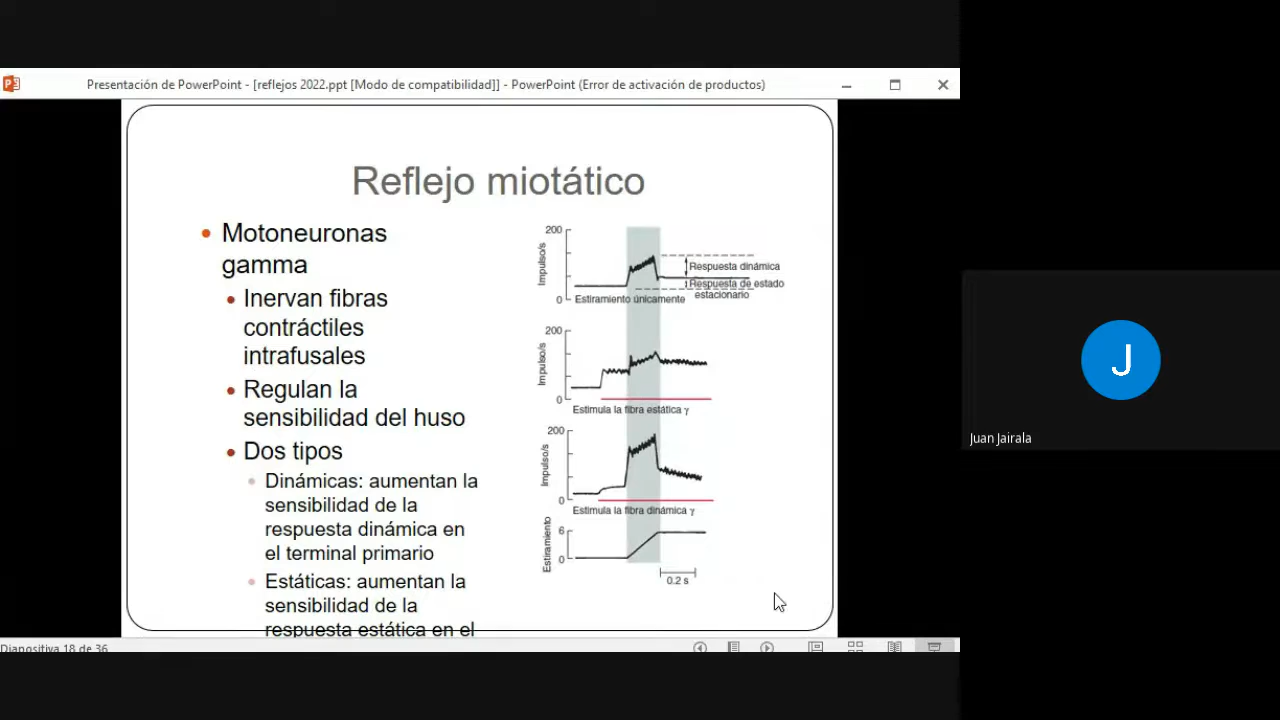 Presentación de PowerPoint - [reflejos 2022.ppt [Modo de compatibilidad]] - PowerPoint (Error de activación de productos)
Reflejo miotático
• Motoneuronas
gamma
• Inervan fibras
contráctiles
intrafusales
• Regulan la
sensibilidad del huso
• Dos tipos
• Dinámicas: aumentan la
sensibilidad de la
respuesta dinámica en
el terminal primario
• Estáticas: aumentan la
sensibilidad de la
respuesta estática en el
200
Impulso/s
0
Respuesta dinámica
Respuesta de estado
estacionario
Estiramiento únicamente
200
Impulso/s
0
Estimula la fibra estática γ
200
Impulso/s
0
Estimula la fibra dinámica γ
6
Estiramiento
0
0.2 s
Diapositiva 18 de 36
J
Juan Jairala